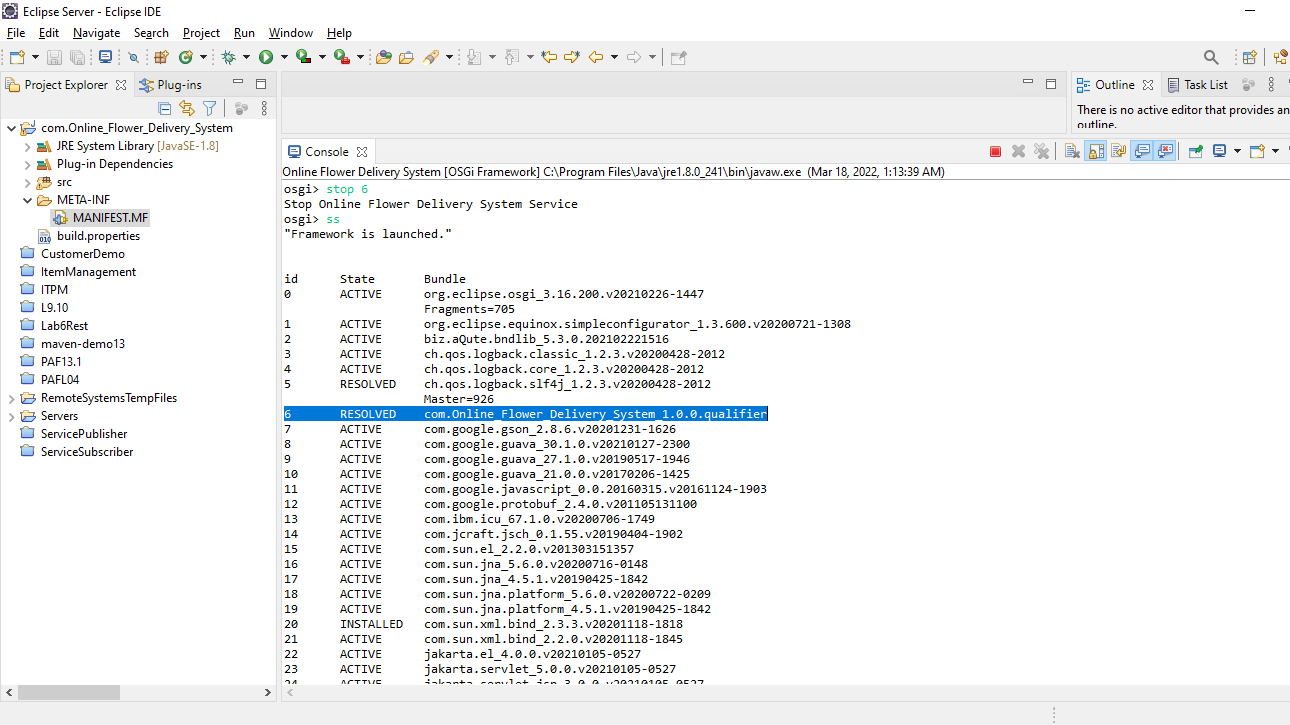 Eclipse Server - Eclipse IDE
File Edit Navigate Search Project Run Window Help
Project Explorer Plug-ins
com.Online_Flower_Delivery_System
JRE System Library [JavaSE-1.8]
Plug-in Dependencies
src
META-INF
MANIFEST.MF
build.properties
CustomerDemo
ItemManagement
ITPM
L9.10
Lab6Rest
maven-demo13
PAF13.1
PAFL04
RemoteSystemsTempFiles
Servers
ServicePublisher
ServiceSubscriber
Outline Task List
There is no active editor that provides an
outline.
Console
Online Flower Delivery System [OSGi Framework] C:\Program Files\Java\jre1.8.0_241\bin\javaw.exe (Mar 18, 2022, 1:13:39 AM)
osgi> stop 6
Stop Online Flower Delivery System Service
osgi> ss
"Framework is launched."
id State Bundle
0 ACTIVE org.eclipse.osgi_3.16.200.v20210226-1447
Fragments=705
1 ACTIVE org.eclipse.equinox.simpleconfigurator_1.3.600.v20200721-1308
2 ACTIVE biz.aQute.bndlib_5.3.0.202102221516
3 ACTIVE ch.qos.logback.classic_1.2.3.v20200428-2012
4 ACTIVE ch.qos.logback.core_1.2.3.v20200428-2012
5 RESOLVED ch.qos.logback.slf4j_1.2.3.v20200428-2012
Master=926
6 RESOLVED com.Online_Flower_Delivery_System_1.0.0.qualifier
7 ACTIVE com.google.gson_2.8.6.v20201231-1626
8 ACTIVE com.google.guava_30.1.0.v20210127-2300
9 ACTIVE com.google.guava_27.1.0.v20190517-1946
10 ACTIVE com.google.guava_21.0.0.v20170206-1425
11 ACTIVE com.google.javascript_0.0.20160315.v20161124-1903
12 ACTIVE com.google.protobuf_2.4.0.v201105131100
13 ACTIVE com.ibm.icu_67.1.0.v20200706-1749
14 ACTIVE com.jcraft.jsch_0.1.55.v20190404-1902
15 ACTIVE com.sun.el_2.2.0.v201303151357
16 ACTIVE com.sun.jna_5.6.0.v20200716-0148
17 ACTIVE com.sun.jna_4.5.1.v20190425-1842
18 ACTIVE com.sun.jna.platform_5.6.0.v20200722-0209
19 ACTIVE com.sun.jna.platform_4.5.1.v20190425-1842
20 INSTALLED com.sun.xml.bind_2.3.3.v20201118-1818
21 ACTIVE com.sun.xml.bind_2.2.0.v20201118-1845
22 ACTIVE jakarta.el_4.0.0.v20210105-0527
23 ACTIVE jakarta.servlet_5.0.0.v20210105-0527
24 ACTIVE jakarta.servlet.jsp_3.0.0.v20210105-0527